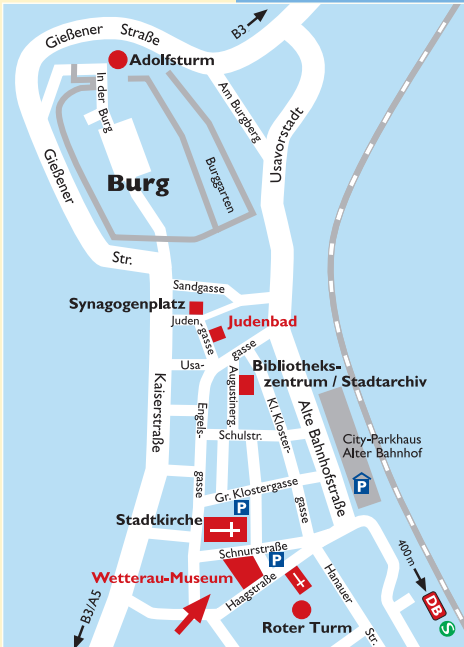 B3
Gießener Straße
Adolfsturm
In der Burg
Am Burgberg
Usavorstadt
Gießener
Burg
Burggarten
Str.
Sandgasse
Synagogenplatz
Juden-
gasse
Judenbad
Usa-
gasse
Bibliotheks-
zentrum / Stadtarchiv
Kaiserstraße
Engels-
gasse
Augustinerg.
Kl. Kloster-
gasse
Alte Bahnhofstraße
Schulstr.
City-Parkhaus
Alter Bahnhof
P
Gr. Klostergasse
P
Stadtkirche
Schnurstraße
P
Wetterau-Museum
Haagstraße
Hanauer
Str.
400 m
DB
S
B3/A5
Roter Turm